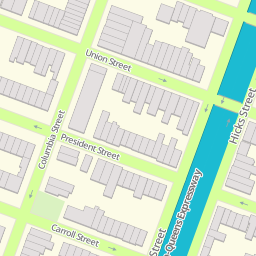 Union Street
Columbia Street
Hicks Street
President Street
-Queens Expressway
Carroll Street
Street